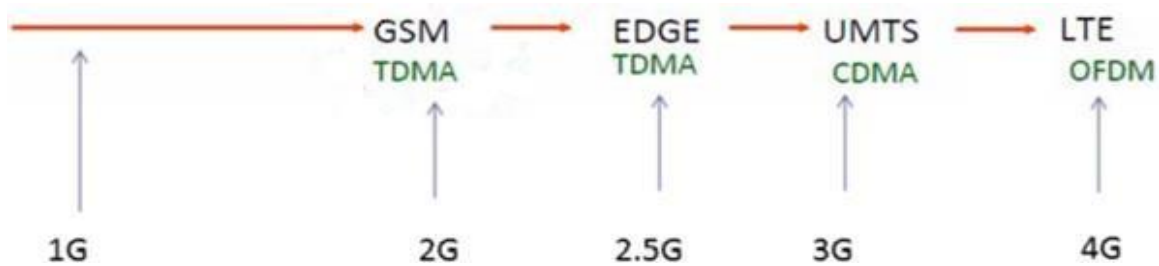 GSM EDGE UMTS LTE
TDMA TDMA CDMA OFDM
1G 2G 2.5G 3G 4G